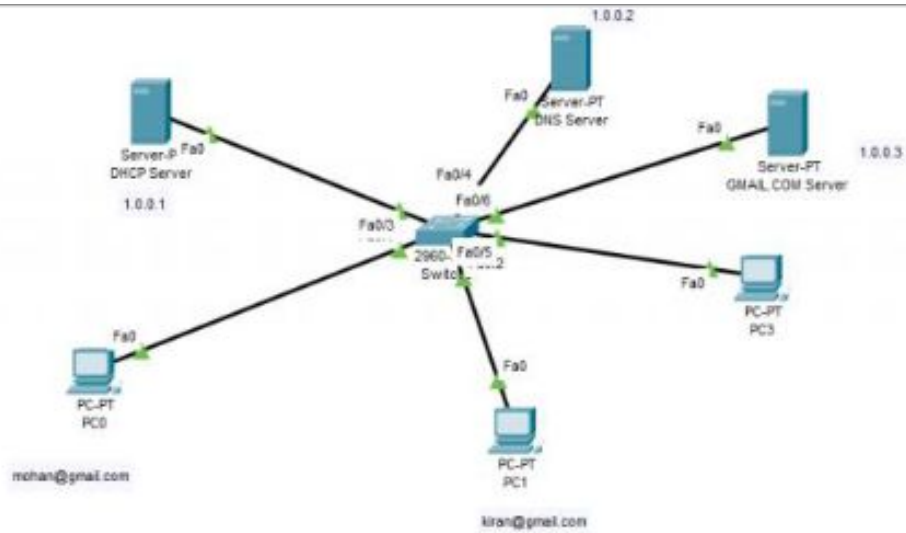 1.0.0.2
Fa0
Server-PT
DNS Server
Fa0
Server-PT
GMAIL.COM Server
1.0.0.3
Server-P
Fa0
DHCP Server
1.0.0.1
Fa0/4
Fa0/6
Fa0/3
2960-
Fa0/5
Switc
Fa0
PC-PT
PC3
Fa0
PC-PT
PC0
mohan@gmail.com
Fa0
PC-PT
PC1
kiran@gmail.com